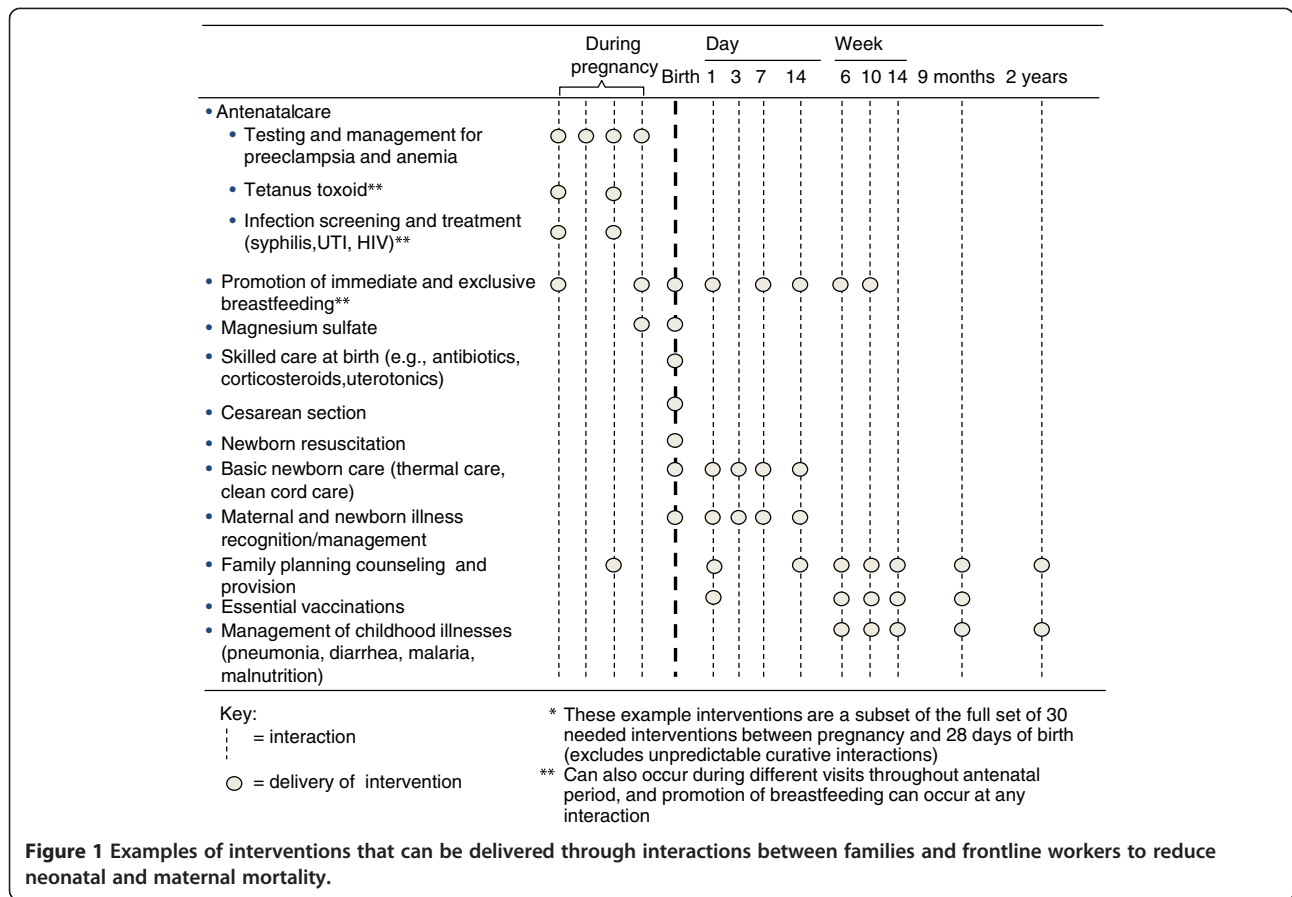 During
pregnancy
Day
Week
Birth 1 3 7 14 6 10 14 9 months 2 years
• Antenatalcare
• Testing and management for
preeclampsia and anemia
• Tetanus toxoid**
• Infection screening and treatment
(syphilis,UTI, HIV)**
• Promotion of immediate and exclusive
breastfeeding**
• Magnesium sulfate
• Skilled care at birth (e.g., antibiotics,
corticosteroids,uterotonics)
• Cesarean section
• Newborn resuscitation
• Basic newborn care (thermal care,
clean cord care)
• Maternal and newborn illness
recognition/management
• Family planning counseling and
provision
• Essential vaccinations
• Management of childhood illnesses
(pneumonia, diarrhea, malaria,
malnutrition)
Key:
= interaction
= delivery of intervention
* These example interventions are a subset of the full set of 30
needed interventions between pregnancy and 28 days of birth
(excludes unpredictable curative interactions)
** Can also occur during different visits throughout antenatal
period, and promotion of breastfeeding can occur at any
interaction
Figure 1 Examples of interventions that can be delivered through interactions between families and frontline workers to reduce
neonatal and maternal mortality.